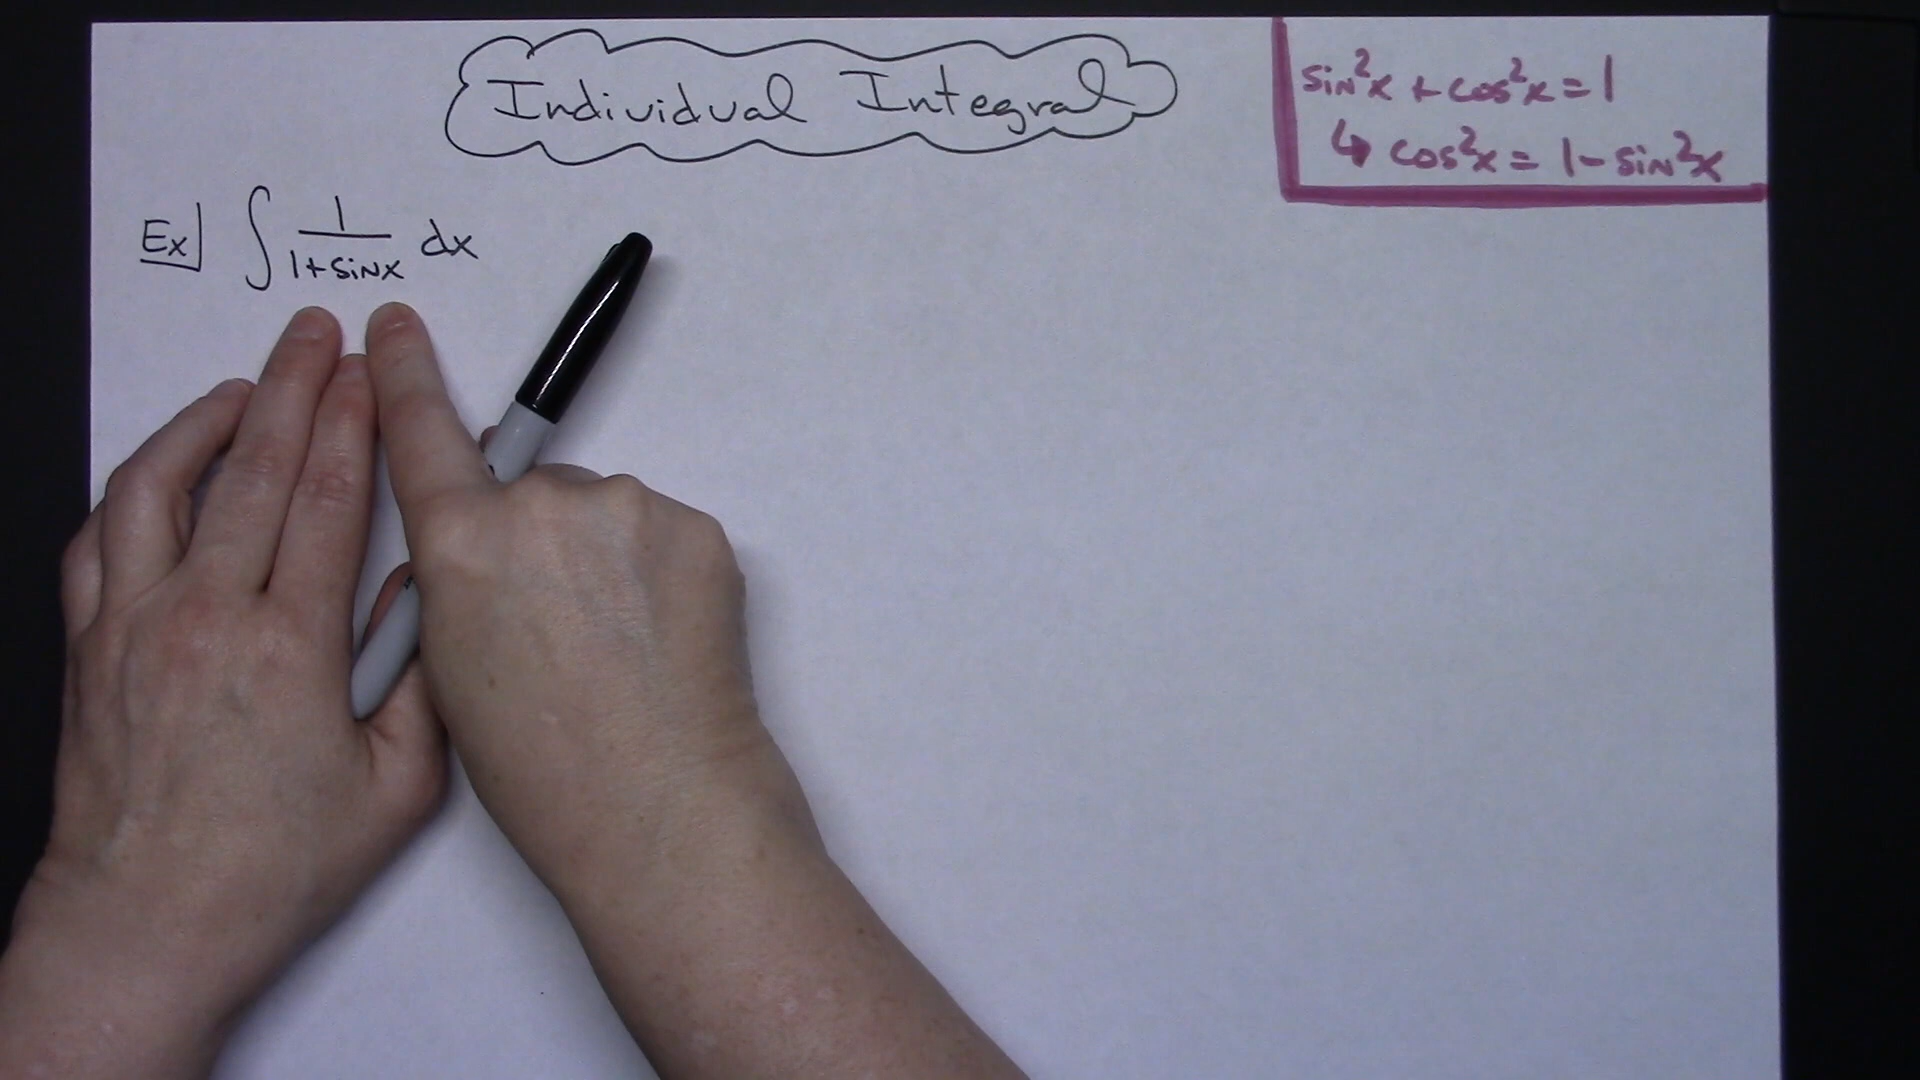 Individual Integral
sin²x + cos²x = 1
↳ cos²x = 1 - sin²x
Ex] ∫ 1/(1+sinx) dx